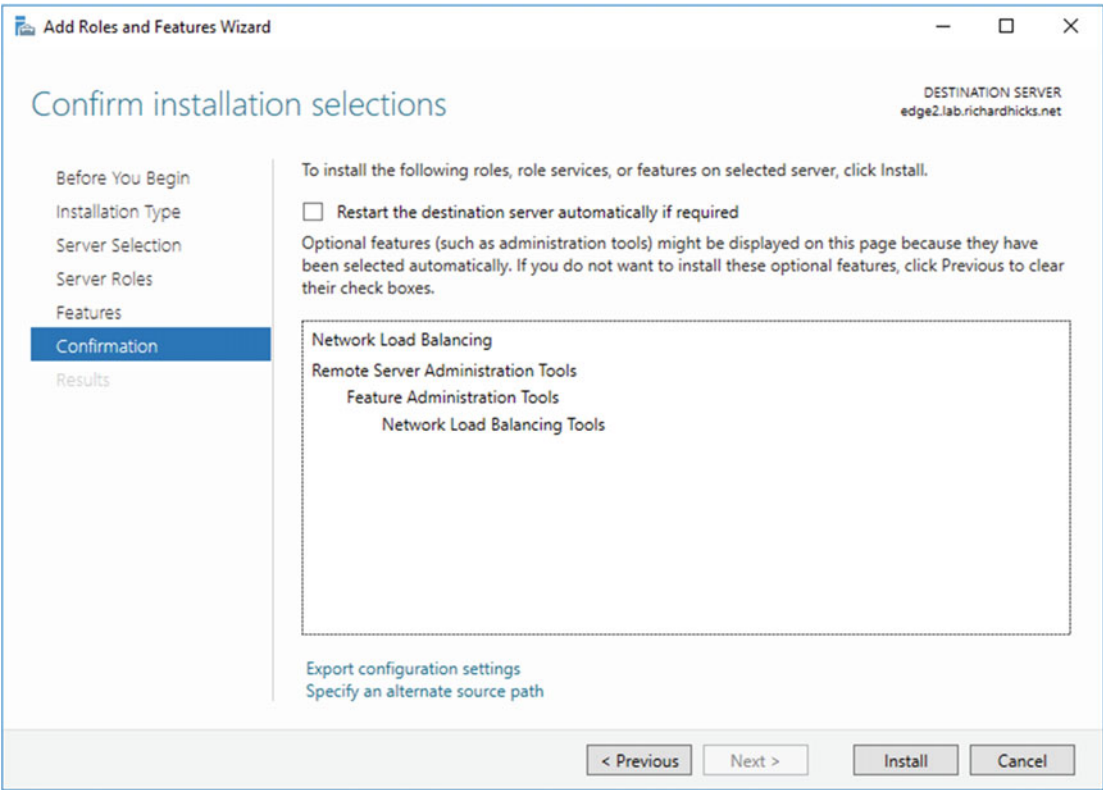 Add Roles and Features Wizard
Confirm installation selections
DESTINATION SERVER
edge2.lab.richardhicks.net
Before You Begin
Installation Type
Server Selection
Server Roles
Features
Confirmation
Results
To install the following roles, role services, or features on selected server, click Install.
Restart the destination server automatically if required
Optional features (such as administration tools) might be displayed on this page because they have
been selected automatically. If you do not want to install these optional features, click Previous to clear
their check boxes.
Network Load Balancing
Remote Server Administration Tools
Feature Administration Tools
Network Load Balancing Tools
Export configuration settings
Specify an alternate source path
< Previous
Next >
Install
Cancel